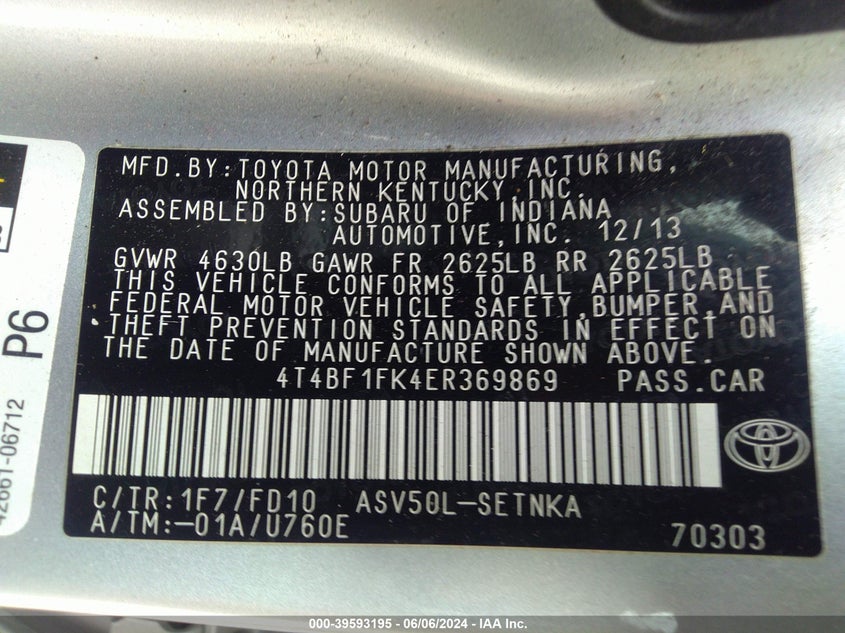 MFD.BY:TOYOTA MOTOR MANUFACTURING,
NORTHERN KENTUCKY,INC.
ASSEMBLED BY:SUBARU OF INDIANA
AUTOMOTIVE,INC. 12/13
GVWR 4630LB GAWR FR 2625LB RR 2625LB
THIS VEHICLE CONFORMS TO ALL APPLICABLE
FEDERAL MOTOR VEHICLE SAFETY,BUMPER,AND
THEFT PREVENTION STANDARDS IN EFFECT ON
THE DATE OF MANUFACTURE SHOWN ABOVE.
4T4BF1FK4ER369869 PASS.CAR
C/TR:1F7/FD10 ASV50L-SETNKA
A/TM:-01A/U760E 70303
P6
42661-06712
000-39593195 - 06/06/2024 - IAA Inc.